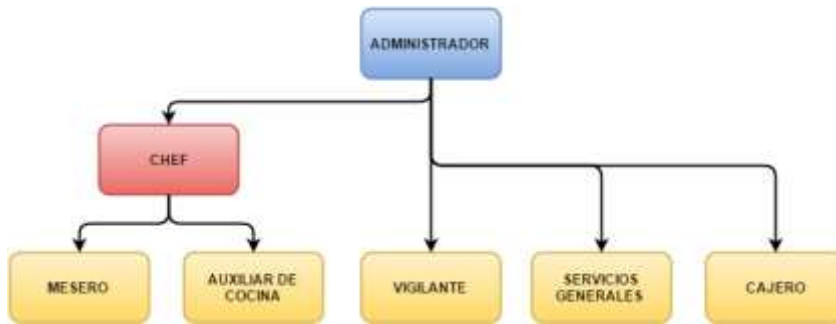 ADMINISTRADOR
CHEF
MESERO
AUXILIAR DE
COCINA
VIGILANTE
SERVICIOS
GENERALES
CAJERO